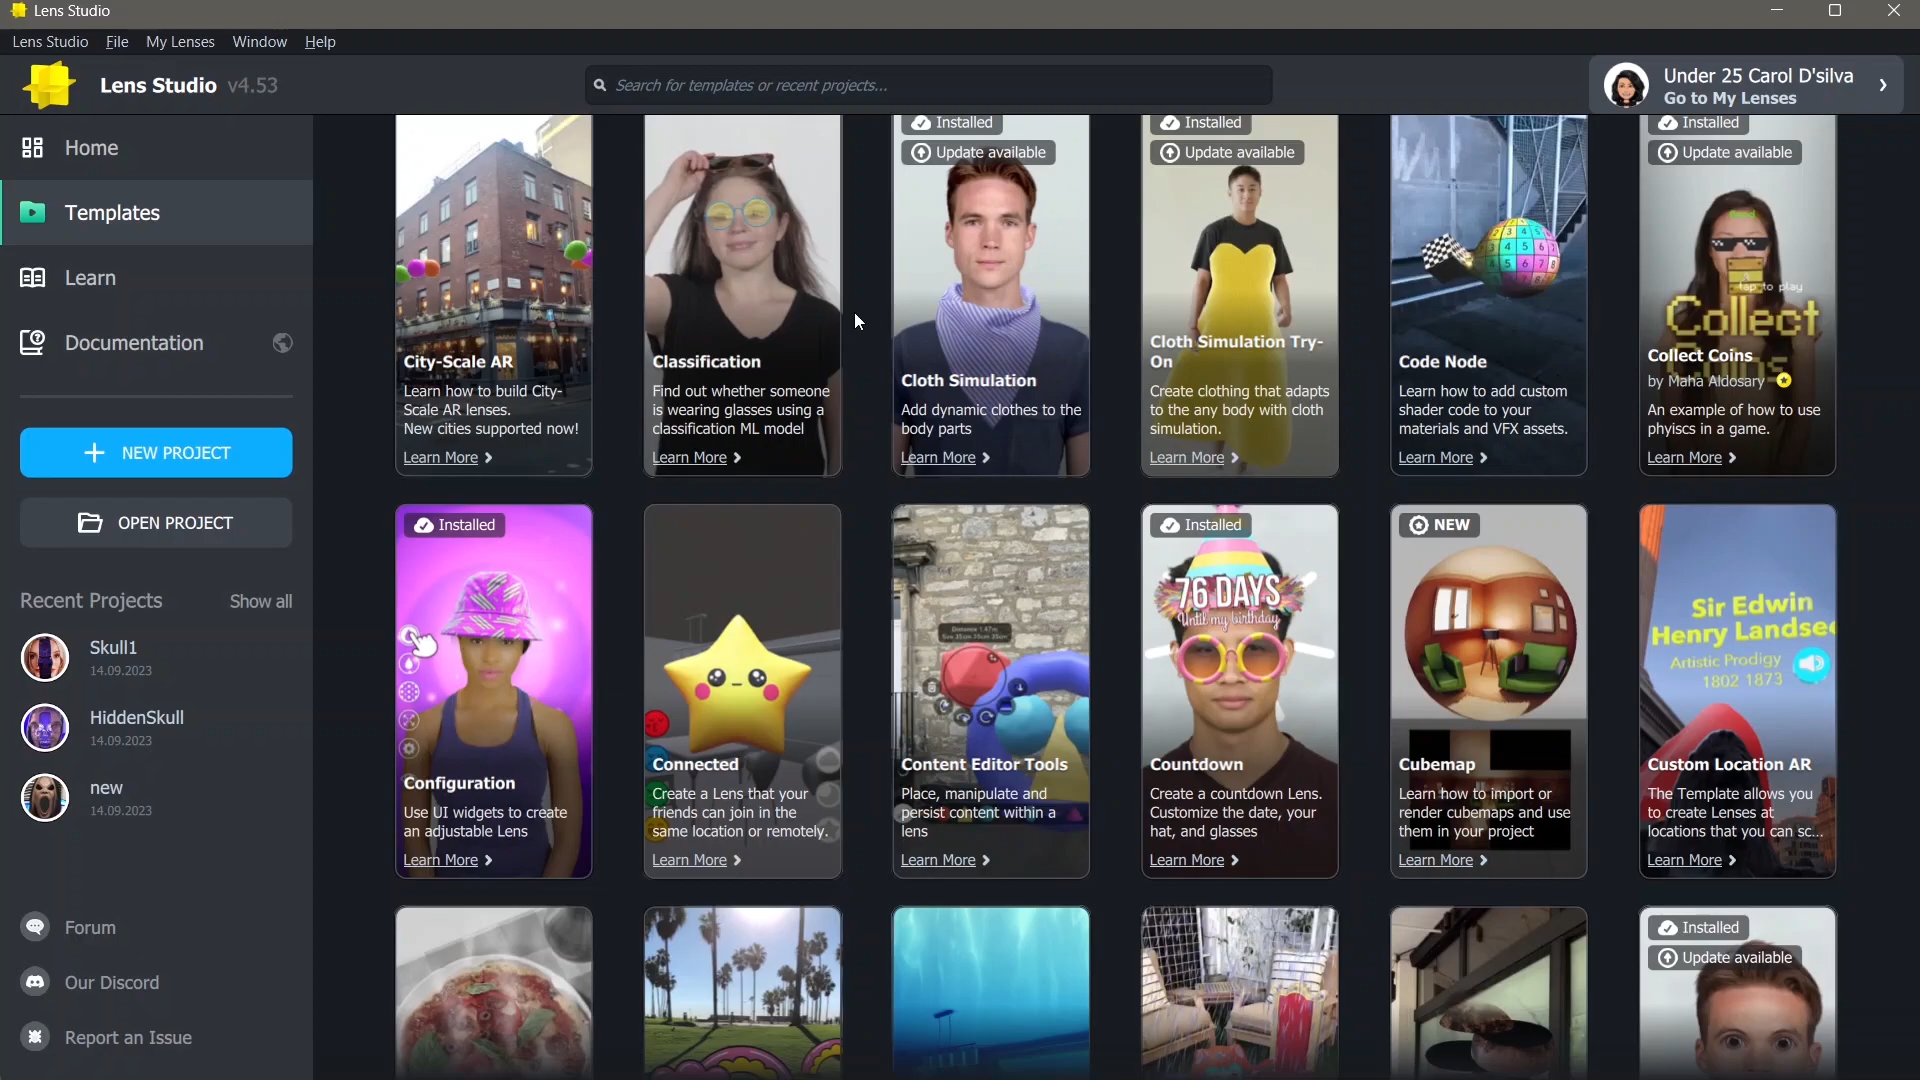 Lens Studio
Lens Studio File My Lenses Window Help
Lens Studio v4.53
Search for templates or recent projects...
Under 25 Carol D'silva
Go to My Lenses
Home
Templates
Learn
Documentation
NEW PROJECT
OPEN PROJECT
Recent Projects Show all
Skull1
14.09.2023
HiddenSkull
14.09.2023
new
14.09.2023
Forum
Our Discord
Report an Issue
City-Scale AR
Learn how to build City-
Scale AR lenses.
New cities supported now!
Learn More
Classification
Find out whether someone
is wearing glasses using a
classification ML model
Learn More
Installed
Update available
Cloth Simulation
Add dynamic clothes to the
body parts
Learn More
Installed
Update available
Cloth Simulation Try-
On
Create clothing that adapts
to the any body with cloth
simulation.
Learn More
Code Node
Learn how to add custom
shader code to your
materials and VFX assets.
Learn More
Installed
Update available
tap to play
Collect
Collect Coins
by Maha Aldosary
An example of how to use
phyiscs in a game.
Learn More
Installed
Configuration
Use UI widgets to create
an adjustable Lens
Learn More
Connected
Create a Lens that your
friends can join in the
same location or remotely.
Learn More
Content Editor Tools
Place, manipulate and
persist content within a
lens
Learn More
Installed
76 DAYS
Until my birthday
Countdown
Create a countdown Lens.
Customize the date, your
hat, and glasses
Learn More
NEW
Cubemap
Learn how to import or
render cubemaps and use
them in your project
Learn More
Sir Edwin
Henry Landsee
Artistic Prodigy
1802 1873
Custom Location AR
The Template allows you
to create Lenses at
locations that you can sc...
Learn More
Installed
Update available